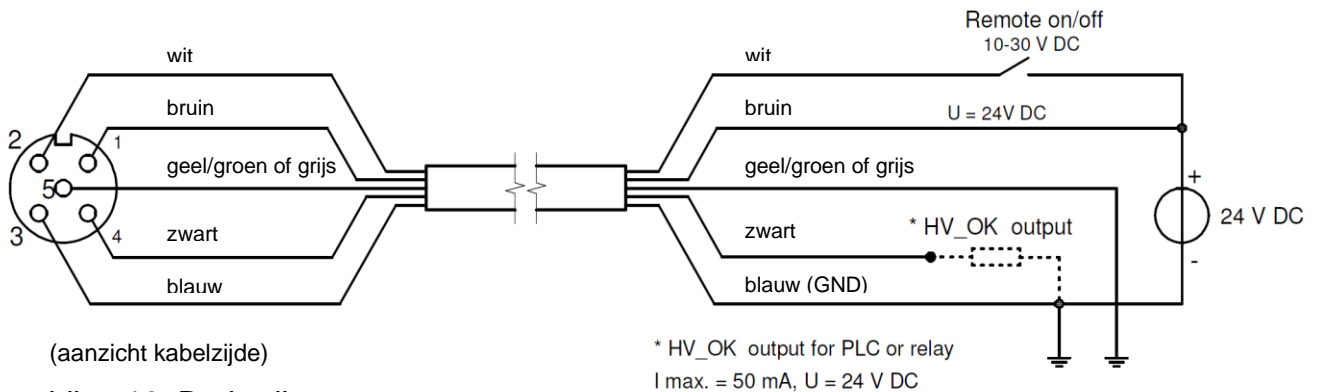 Remote on/off
10-30 V DC
wit
wit
bruin
bruin
U = 24V DC
2
1
geel/groen of grijs
geel/groen of grijs
5
+
24 V DC
3
4
zwart
zwart
* HV_OK output
-
blauw
blauw (GND)
(aanzicht kabelzijde)
* HV_OK output for PLC or relay
I max. = 50 mA, U = 24 V DC